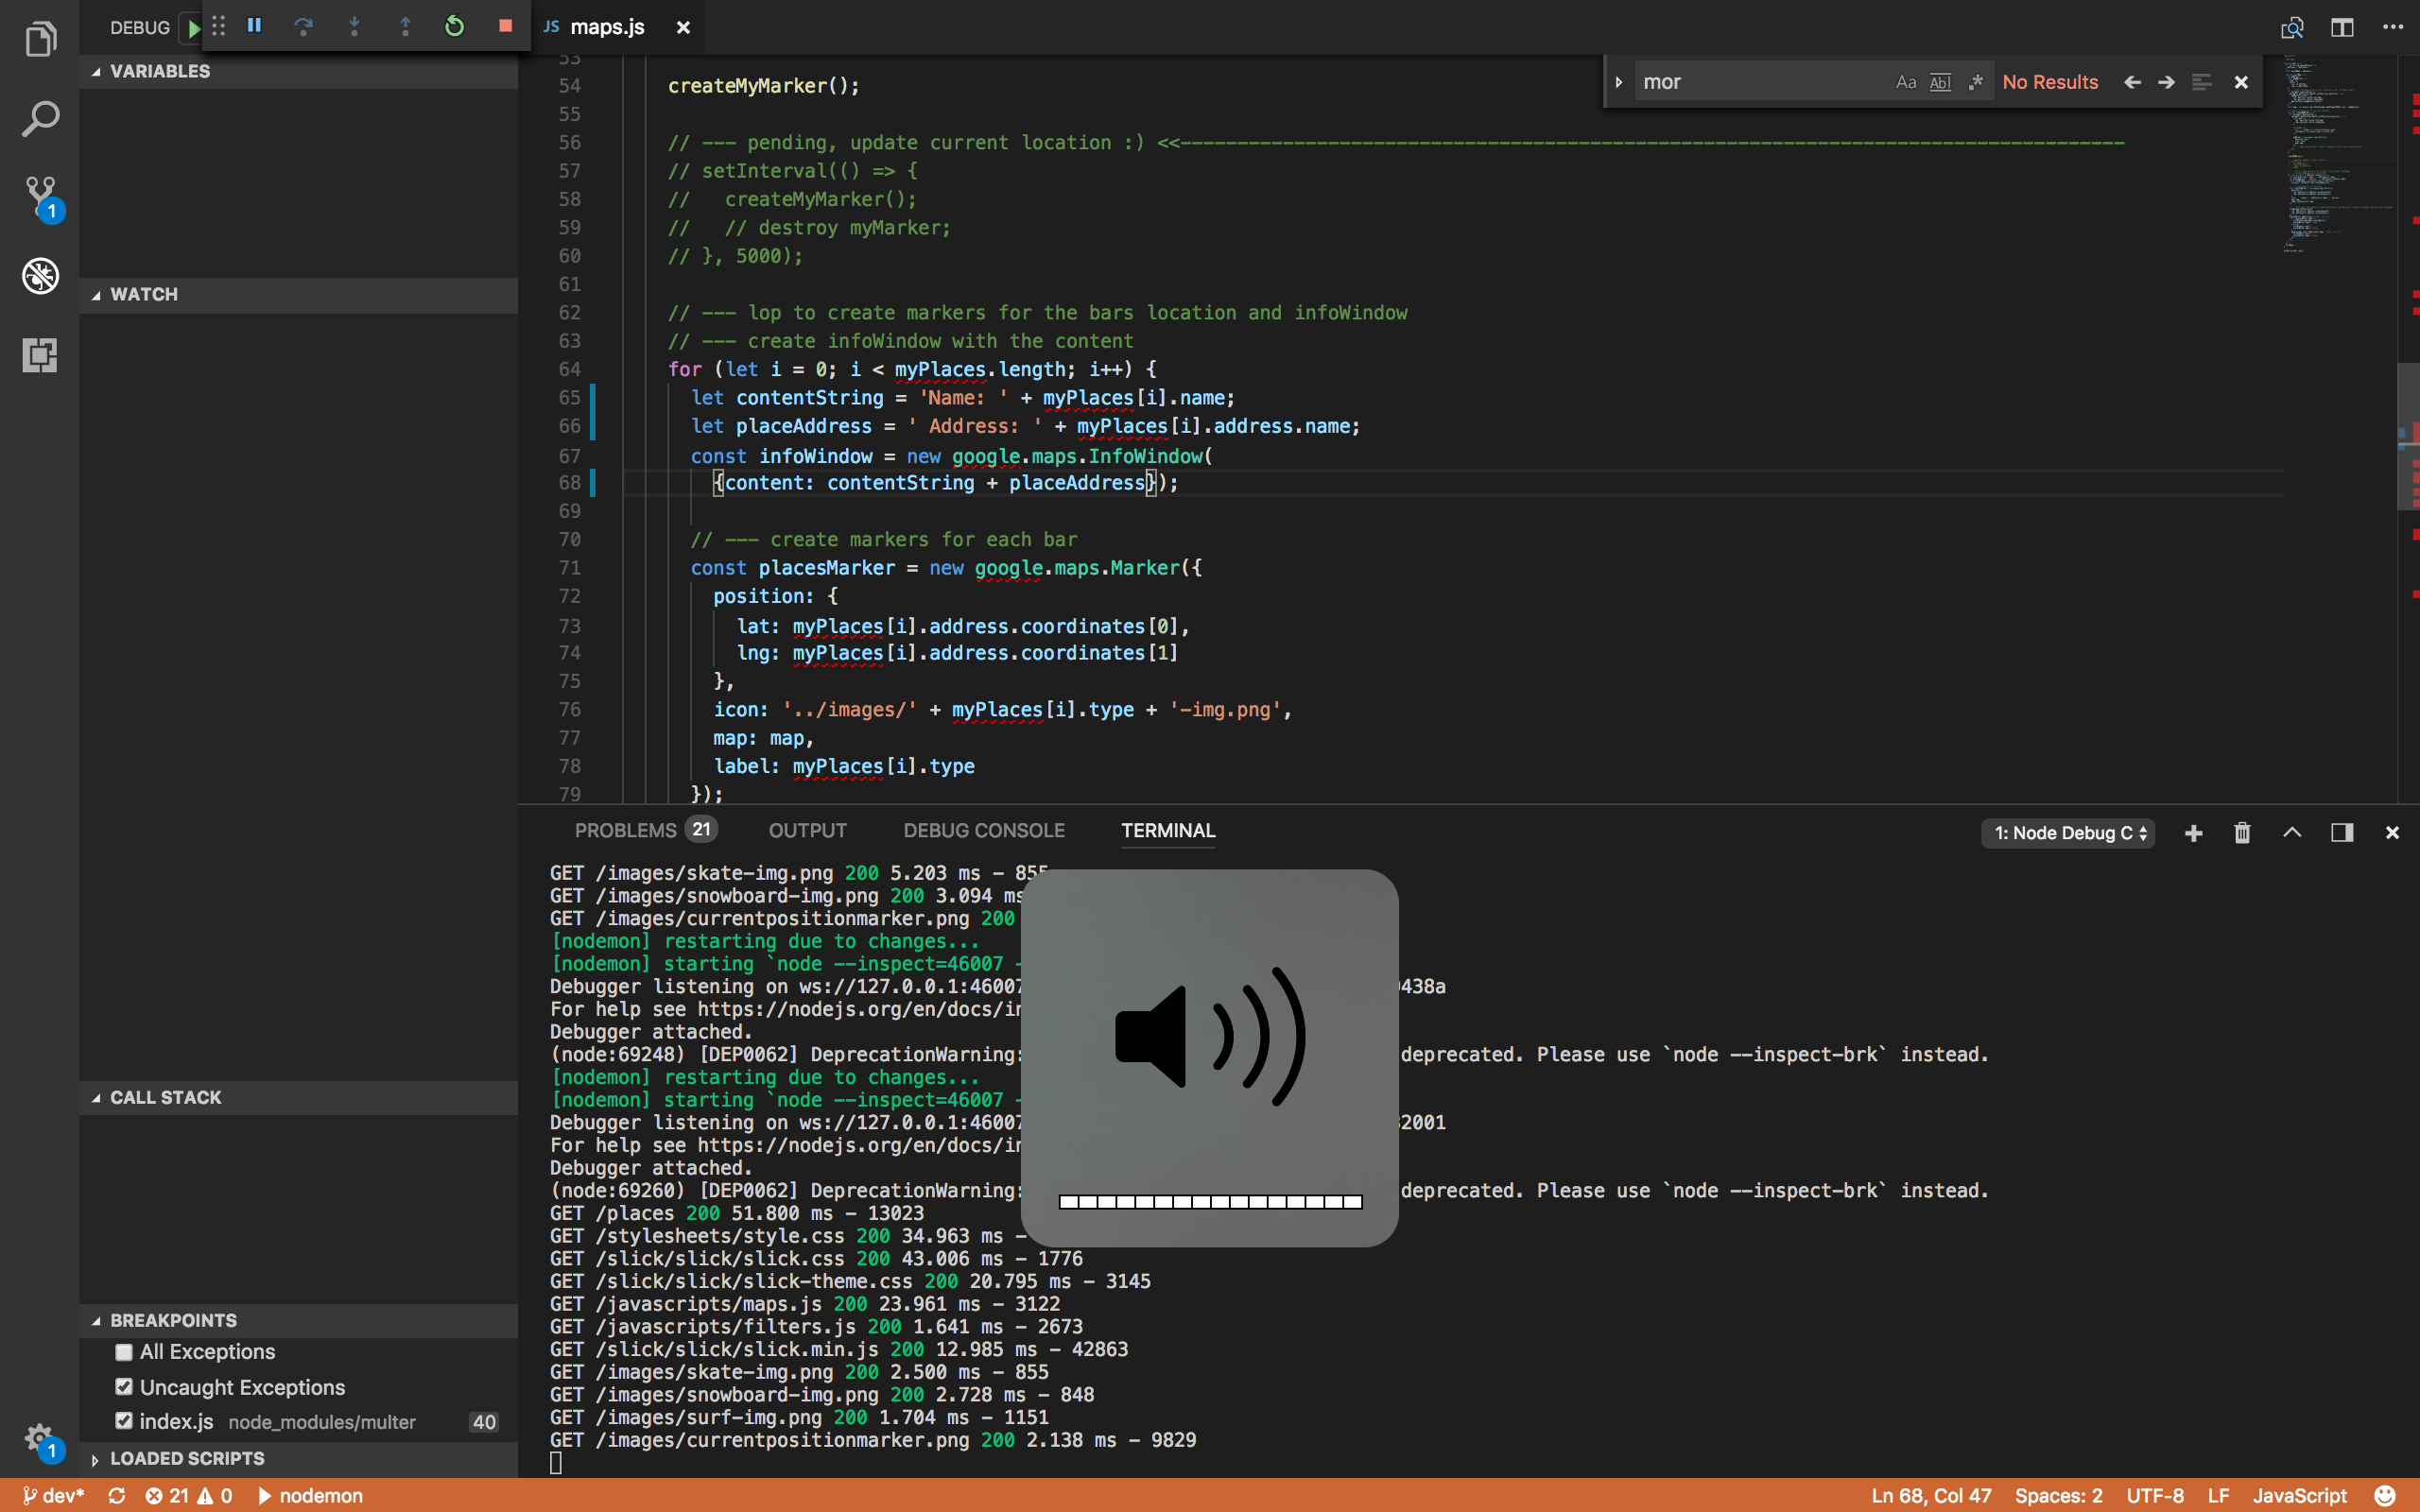 DEBUG
JS maps.js
VARIABLES
WATCH
CALL STACK
BREAKPOINTS
All Exceptions
Uncaught Exceptions
index.js node_modules/multer 40
LOADED SCRIPTS
1
1
mor Aa Abl .* No Results
53
54 createMyMarker();
55
56 // --- pending, update current location :) <<-----------------------------------------------------------------------------------
57 // setInterval(() => {
58 //   createMyMarker();
59 //   // destroy myMarker;
60 // }, 5000);
61
62 // --- lop to create markers for the bars location and infoWindow
63 // --- create infoWindow with the content
64 for (let i = 0; i < myPlaces.length; i++) {
65   let contentString = 'Name: ' + myPlaces[i].name;
66   let placeAddress = ' Address: ' + myPlaces[i].address.name;
67   const infoWindow = new google.maps.InfoWindow(
68     {content: contentString + placeAddress});
69
70   // --- create markers for each bar
71   const placesMarker = new google.maps.Marker({
72     position: {
73       lat: myPlaces[i].address.coordinates[0],
74       lng: myPlaces[i].address.coordinates[1]
75     },
76     icon: '../images/' + myPlaces[i].type + '-img.png',
77     map: map,
78     label: myPlaces[i].type
79   });
PROBLEMS 21 OUTPUT DEBUG CONSOLE TERMINAL 1: Node Debug C
GET /images/skate-img.png 200 5.203 ms - 855
GET /images/snowboard-img.png 200 3.094 ms
GET /images/currentpositionmarker.png 200
[nodemon] restarting due to changes...
[nodemon] starting `node --inspect=46007 -
Debugger listening on ws://127.0.0.1:46007 438a
For help see https://nodejs.org/en/docs/in
Debugger attached.
(node:69248) [DEP0062] DeprecationWarning: deprecated. Please use `node --inspect-brk` instead.
[nodemon] restarting due to changes...
[nodemon] starting `node --inspect=46007 -
Debugger listening on ws://127.0.0.1:46007 2001
For help see https://nodejs.org/en/docs/in
Debugger attached.
(node:69260) [DEP0062] DeprecationWarning: deprecated. Please use `node --inspect-brk` instead.
GET /places 200 51.800 ms - 13023
GET /stylesheets/style.css 200 34.963 ms -
GET /slick/slick/slick.css 200 43.006 ms - 1776
GET /slick/slick/slick-theme.css 200 20.795 ms - 3145
GET /javascripts/maps.js 200 23.961 ms - 3122
GET /javascripts/filters.js 200 1.641 ms - 2673
GET /slick/slick/slick.min.js 200 12.985 ms - 42863
GET /images/skate-img.png 200 2.500 ms - 855
GET /images/snowboard-img.png 200 2.728 ms - 848
GET /images/surf-img.png 200 1.704 ms - 1151
GET /images/currentpositionmarker.png 200 2.138 ms - 9829
dev* 21 0 nodemon Ln 68, Col 47 Spaces: 2 UTF-8 LF JavaScript